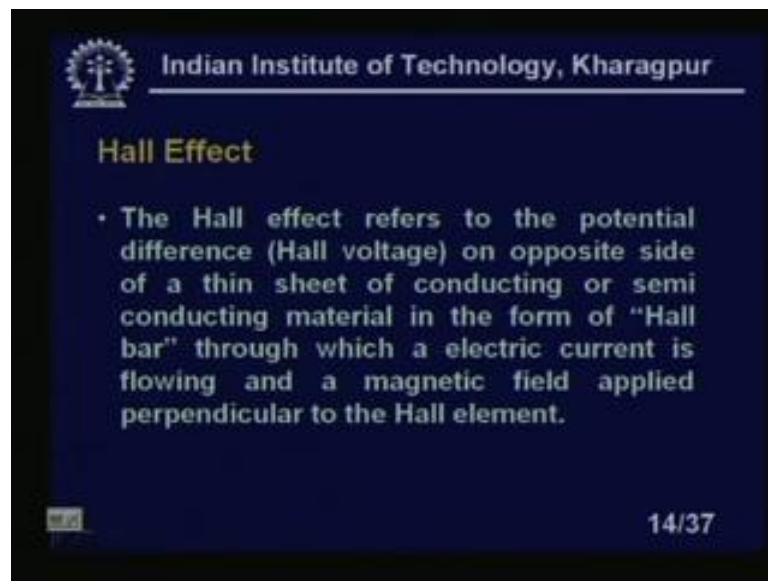 Indian Institute of Technology, Kharagpur
Hall Effect
• The Hall effect refers to the potential
difference (Hall voltage) on opposite side
of a thin sheet of conducting or semi
conducting material in the form of “Hall
bar” through which a electric current is
flowing and a magnetic field applied
perpendicular to the Hall element.
14/37